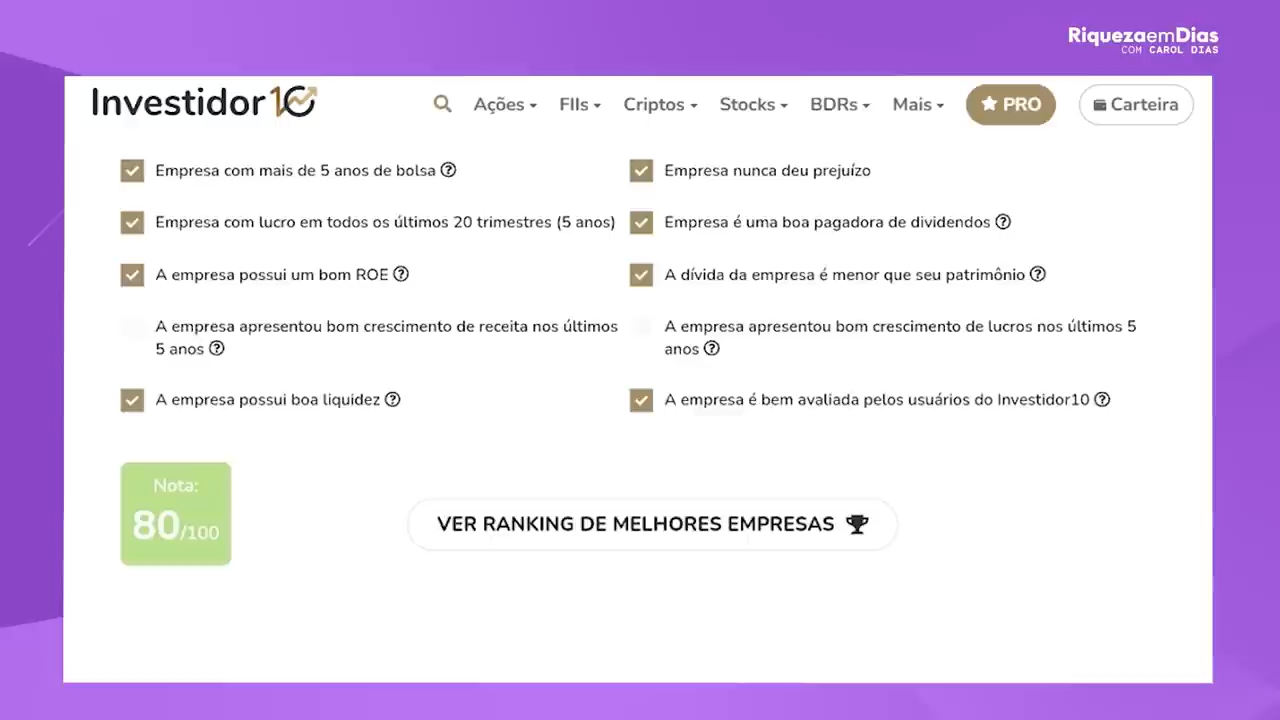 RiquezaemDias
COM CAROL DIAS
Investidor 10
Ações
FIIs
Criptos
Stocks
BDRs
Mais
PRO
Carteira
Empresa com mais de 5 anos de bolsa
Empresa nunca deu prejuízo
Empresa com lucro em todos os últimos 20 trimestres (5 anos)
Empresa é uma boa pagadora de dividendos
A empresa possui um bom ROE
A dívida da empresa é menor que seu patrimônio
A empresa apresentou bom crescimento de receita nos últimos
5 anos
A empresa apresentou bom crescimento de lucros nos últimos 5
anos
A empresa possui boa liquidez
A empresa é bem avaliada pelos usuários do Investidor10
Nota:
80/100
VER RANKING DE MELHORES EMPRESAS